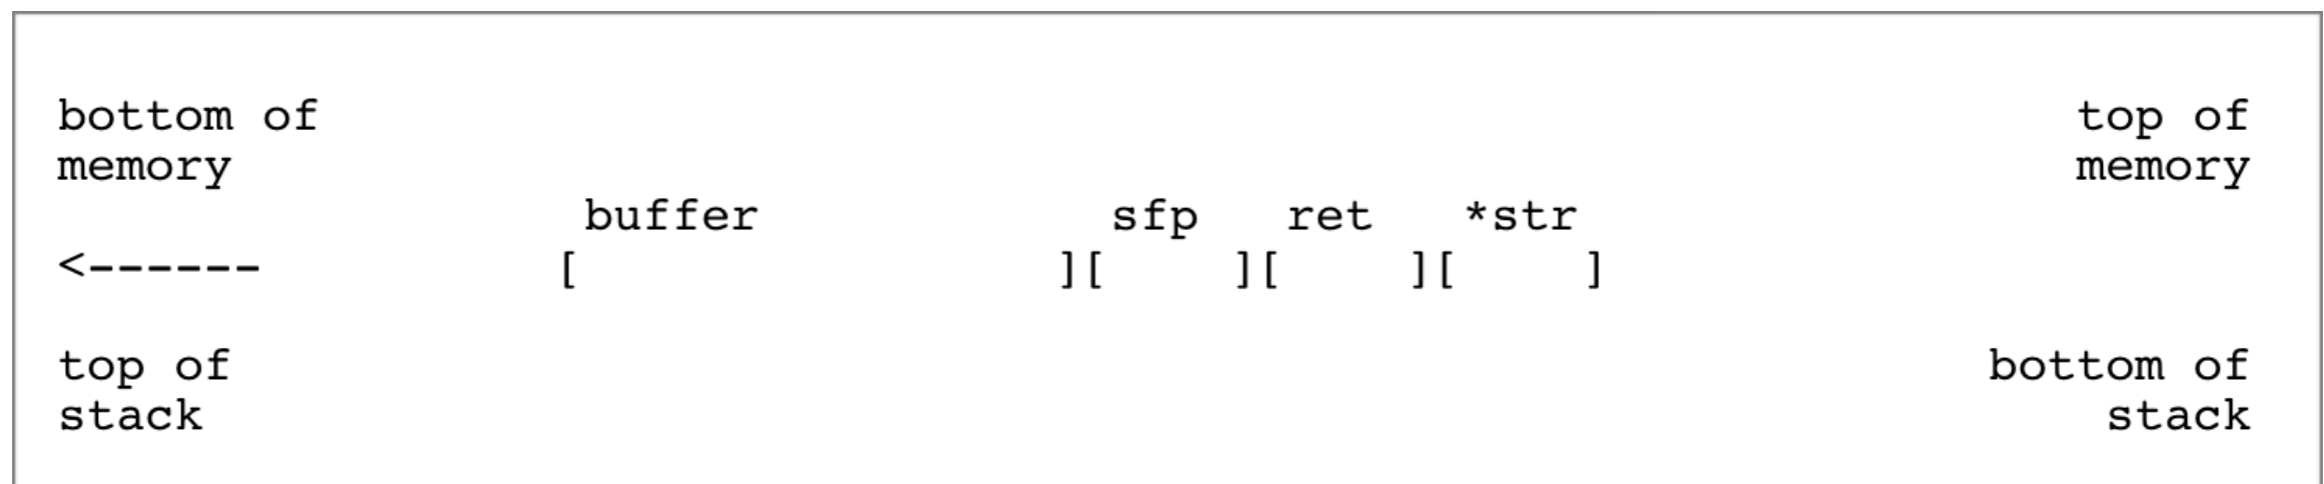 bottom of                                                             top of
memory                                                                memory
                  buffer            sfp   ret   *str
<------          [                ][    ][    ][    ]
top of                                                             bottom of
stack                                                                  stack